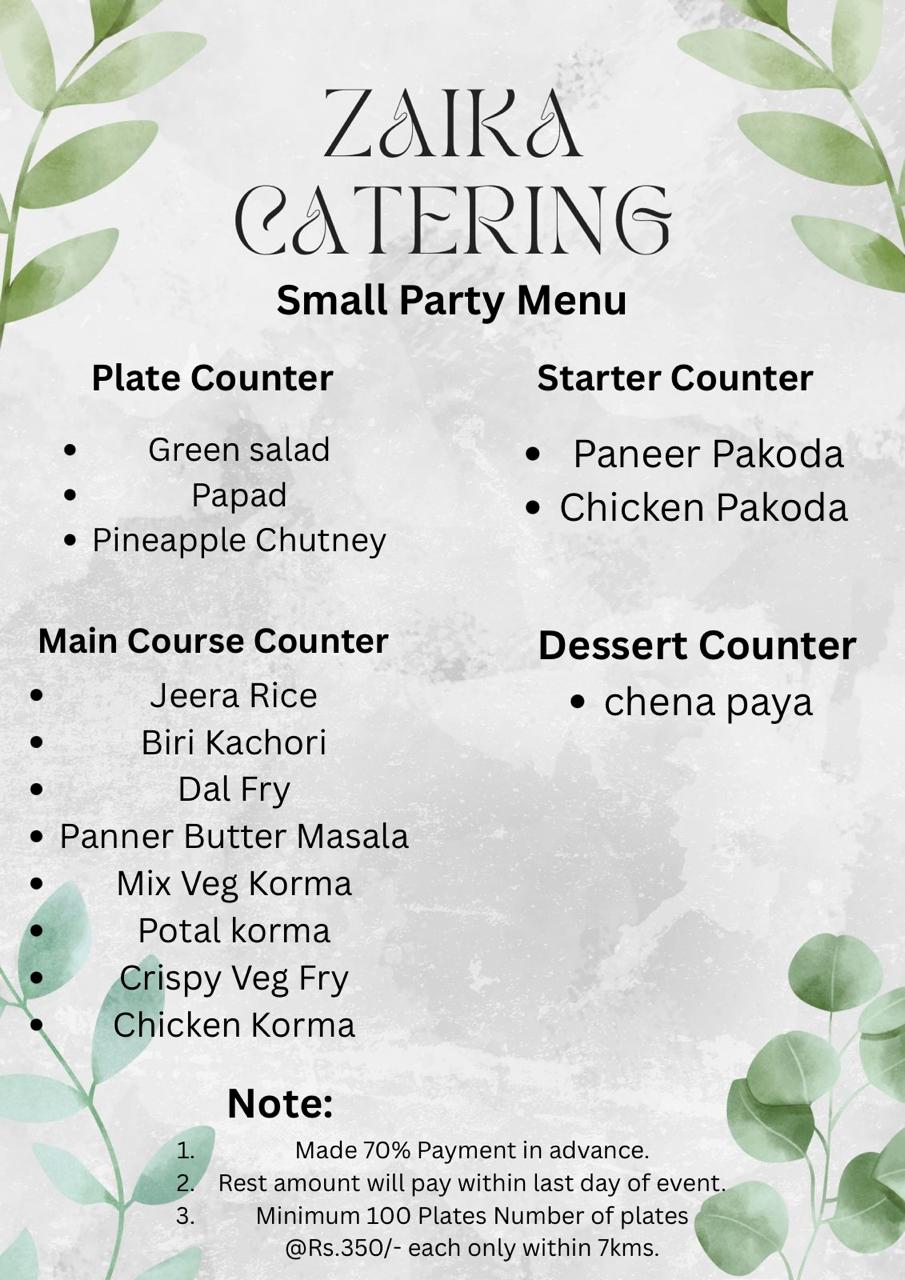 ZAIKA
CATERING
Small Party Menu
Plate Counter
• Green salad
• Papad
• Pineapple Chutney
Starter Counter
• Paneer Pakoda
• Chicken Pakoda
Main Course Counter
• Jeera Rice
• Biri Kachori
• Dal Fry
• Panner Butter Masala
• Mix Veg Korma
• Potal korma
• Crispy Veg Fry
• Chicken Korma
Dessert Counter
• chena paya
Note:
1. Made 70% Payment in advance.
2. Rest amount will pay within last day of event.
3. Minimum 100 Plates Number of plates
@Rs.350/- each only within 7kms.